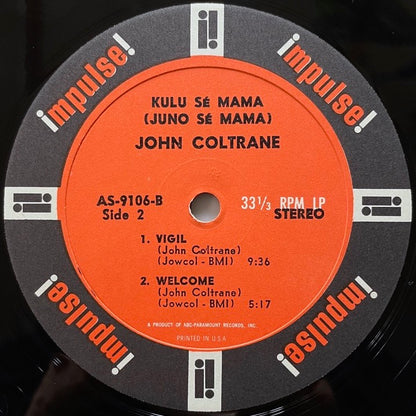 impulse!
impulse!
KULU SÉ MAMA
(JUNO SÉ MAMA)
JOHN COLTRANE
AS-9106-B
Side 2
33 1/3 RPM LP
STEREO
1. VIGIL
(John Coltrane)
(Jowcol - BMI) 9:36
2. WELCOME
(John Coltrane)
(Jowcol - BMI) 5:17
A PRODUCT OF ABC-PARAMOUNT RECORDS, INC.
PRINTED IN U.S.A.
impulse!
impulse!